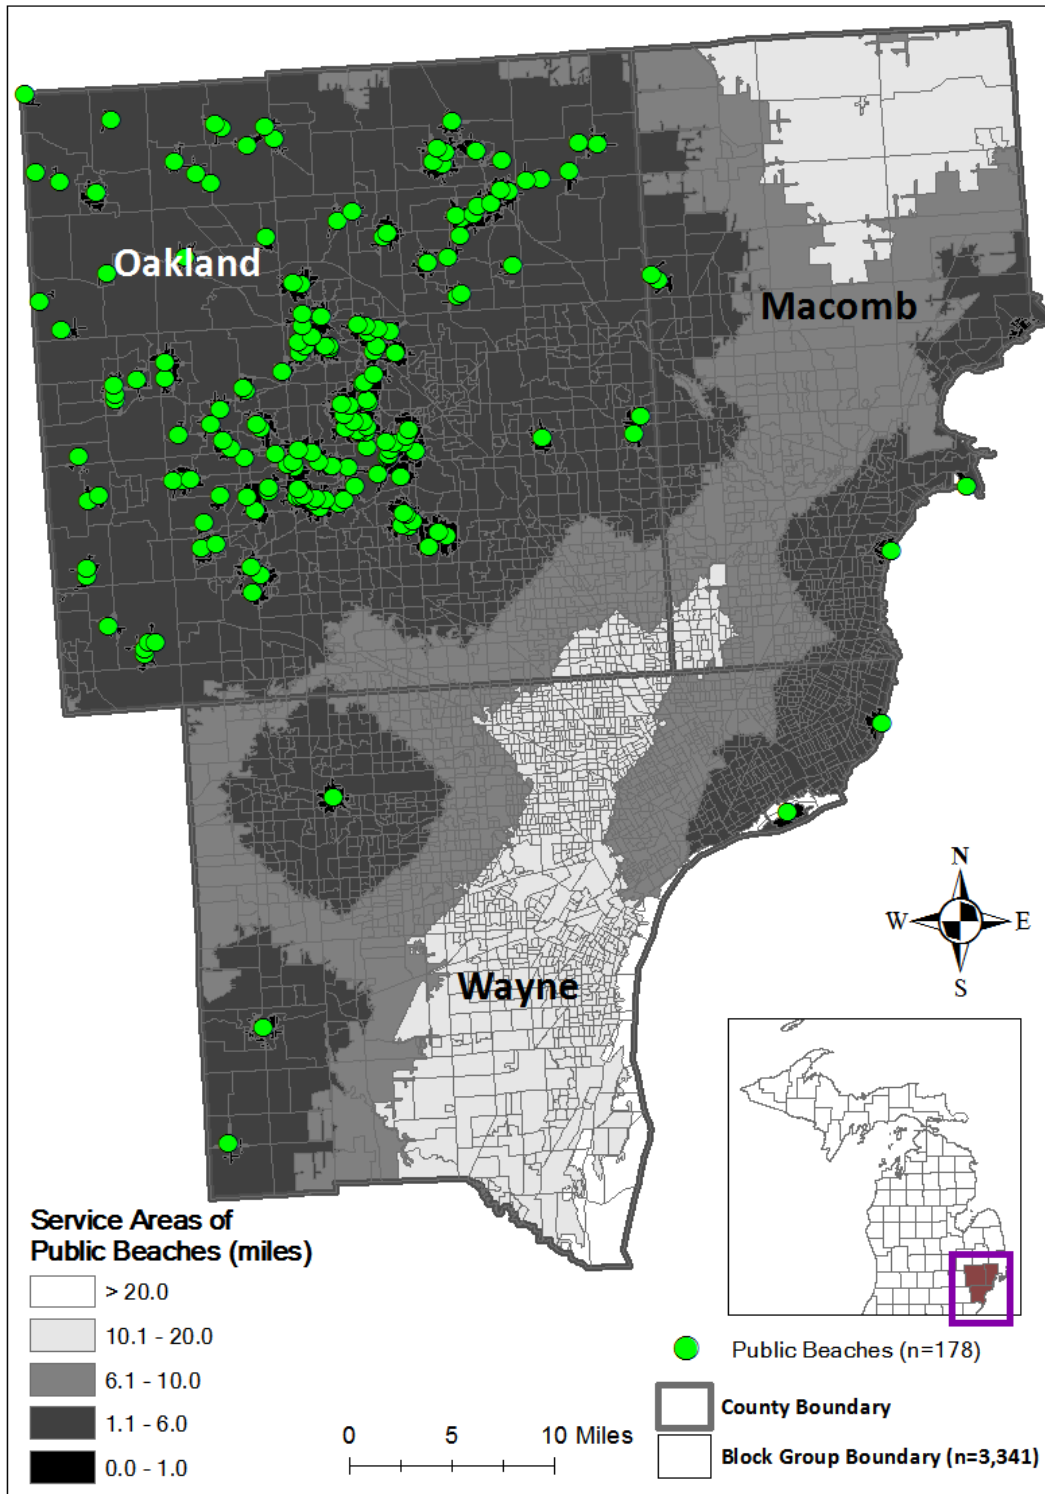 Oakland
Macomb
Wayne
N
W E
S
Service Areas of
Public Beaches (miles)
> 20.0
10.1 - 20.0
6.1 - 10.0
1.1 - 6.0
0.0 - 1.0
0 5 10 Miles
Public Beaches (n=178)
County Boundary
Block Group Boundary (n=3,341)